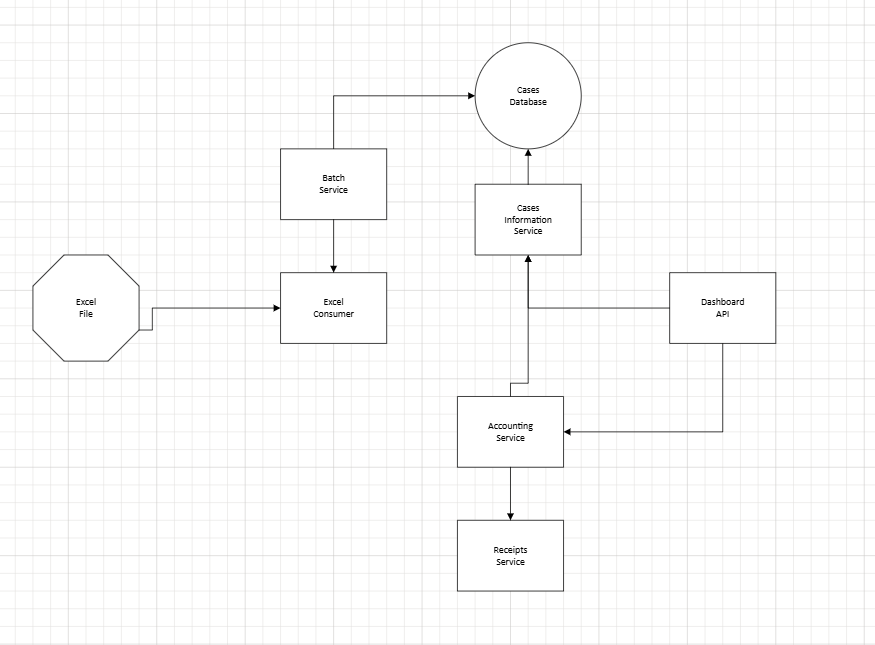 Cases
Database
Batch
Service
Cases
Information
Service
Excel
File
Excel
Consumer
Dashboard
API
Accounting
Service
Receipts
Service